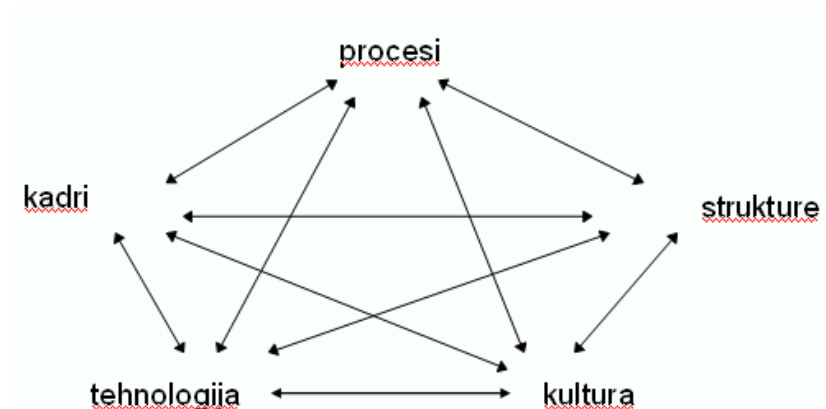 procesi
kadri
strukture
tehnologija
kultura